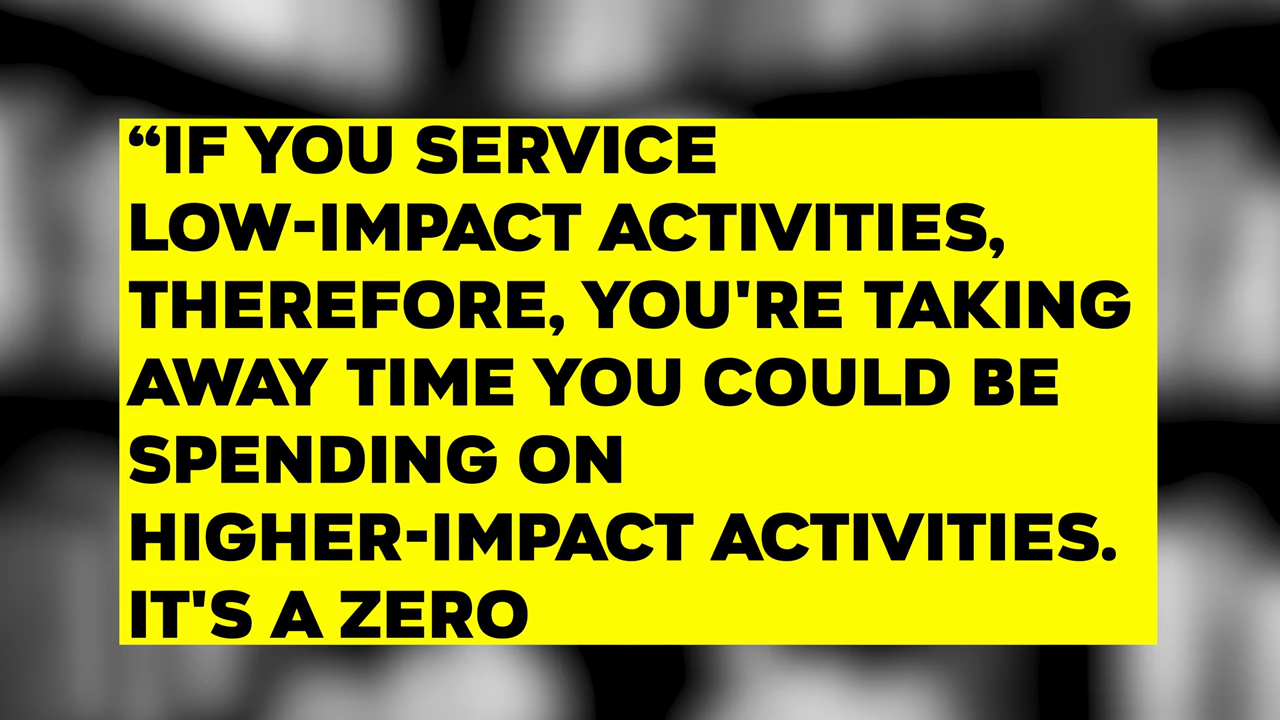 “IF YOU SERVICE
LOW-IMPACT ACTIVITIES,
THEREFORE, YOU'RE TAKING
AWAY TIME YOU COULD BE
SPENDING ON
HIGHER-IMPACT ACTIVITIES.
IT'S A ZERO